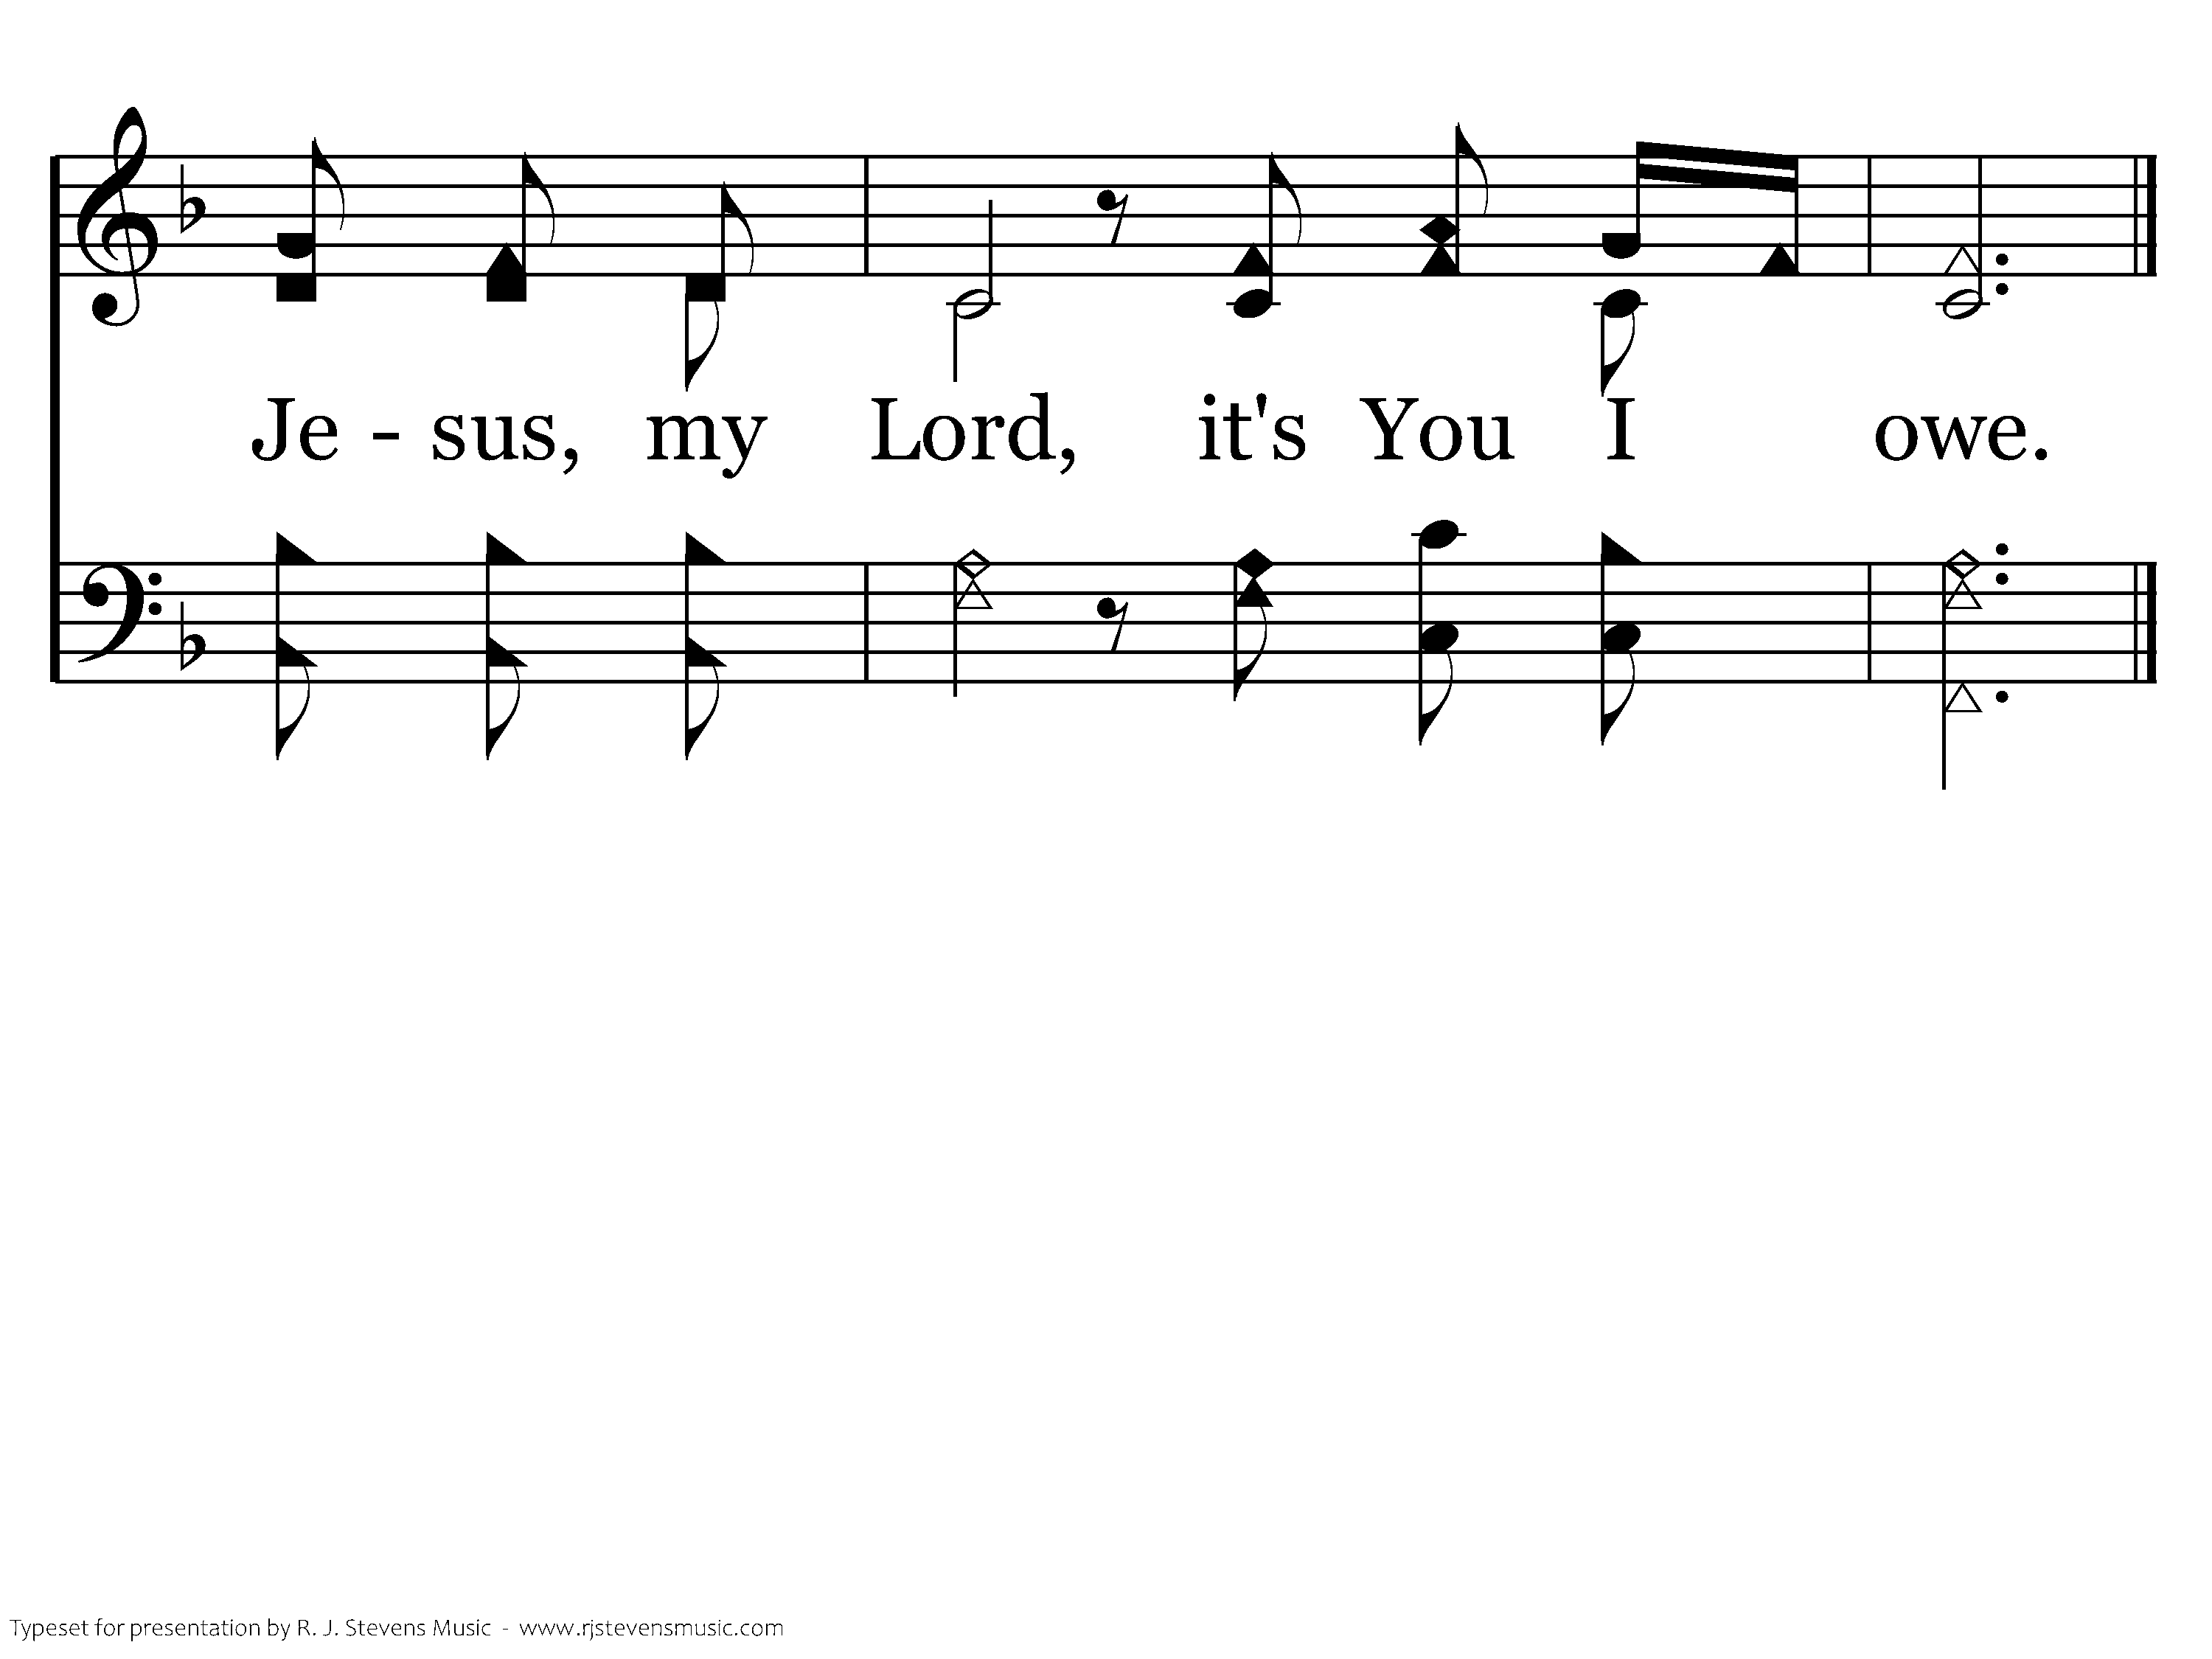 Je - sus, my Lord, it's You I owe.
Typeset for presentation by R. J. Stevens Music - www.rjstevensmusic.com